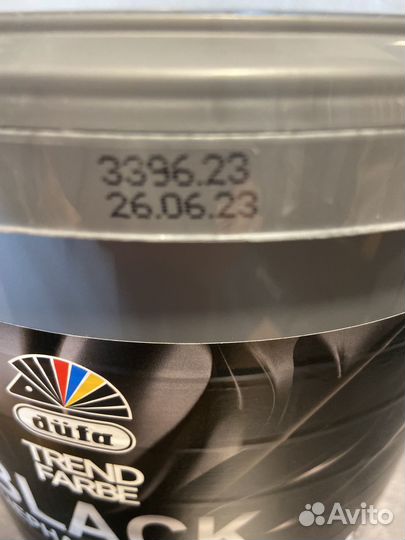 3396.23
26.06.23
düfa
TREND
FARBE
BLACK
Avito